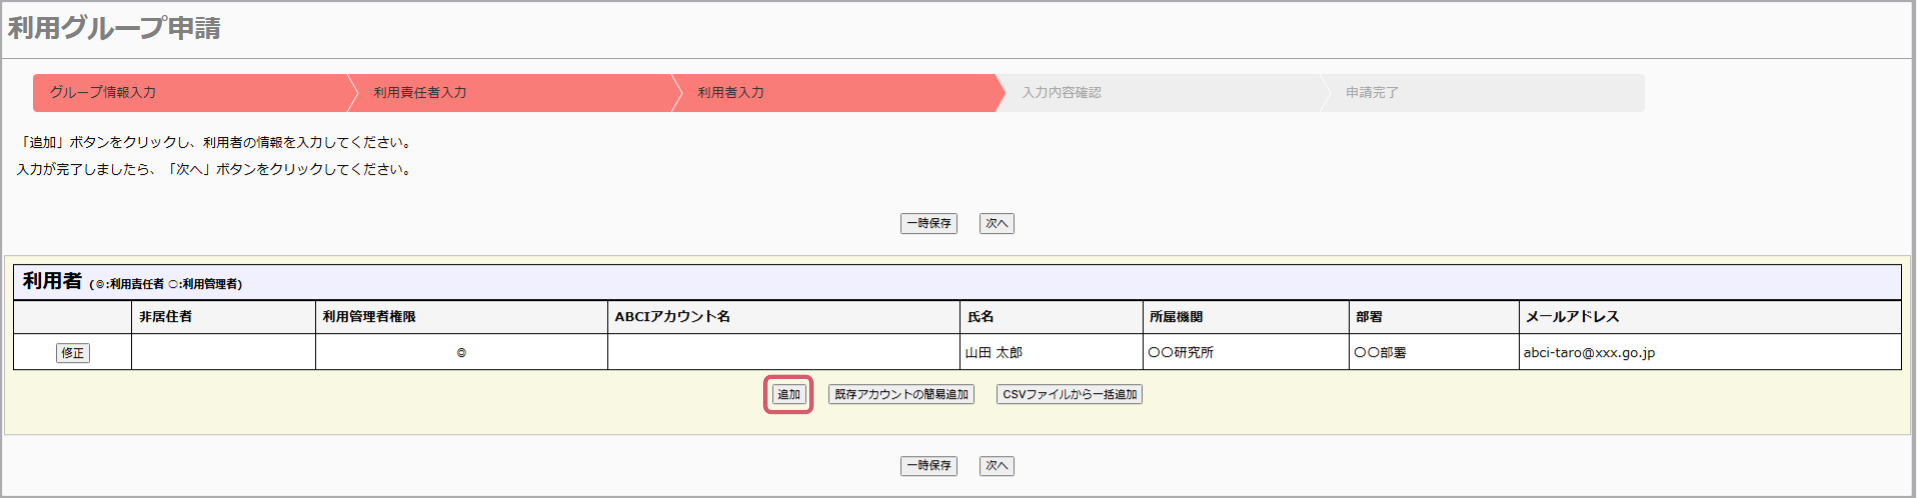 利用グループ申請
グループ情報入力 利用責任者入力 利用者入力 入力内容確認 申請完了
「追加」ボタンをクリックし、利用者の情報を入力してください。
入力が完了しましたら、「次へ」ボタンをクリックしてください。
一時保存 次へ
利用者 (◎:利用責任者 ○:利用管理者)
非居住者 利用管理者権限 ABCIアカウント名 氏名 所属機関 部署 メールアドレス
修正 ◎ 山田 太郎 〇〇研究所 〇〇部署 abci-taro@xxx.go.jp
追加 既存アカウントの簡易追加 CSVファイルから一括追加
一時保存 次へ